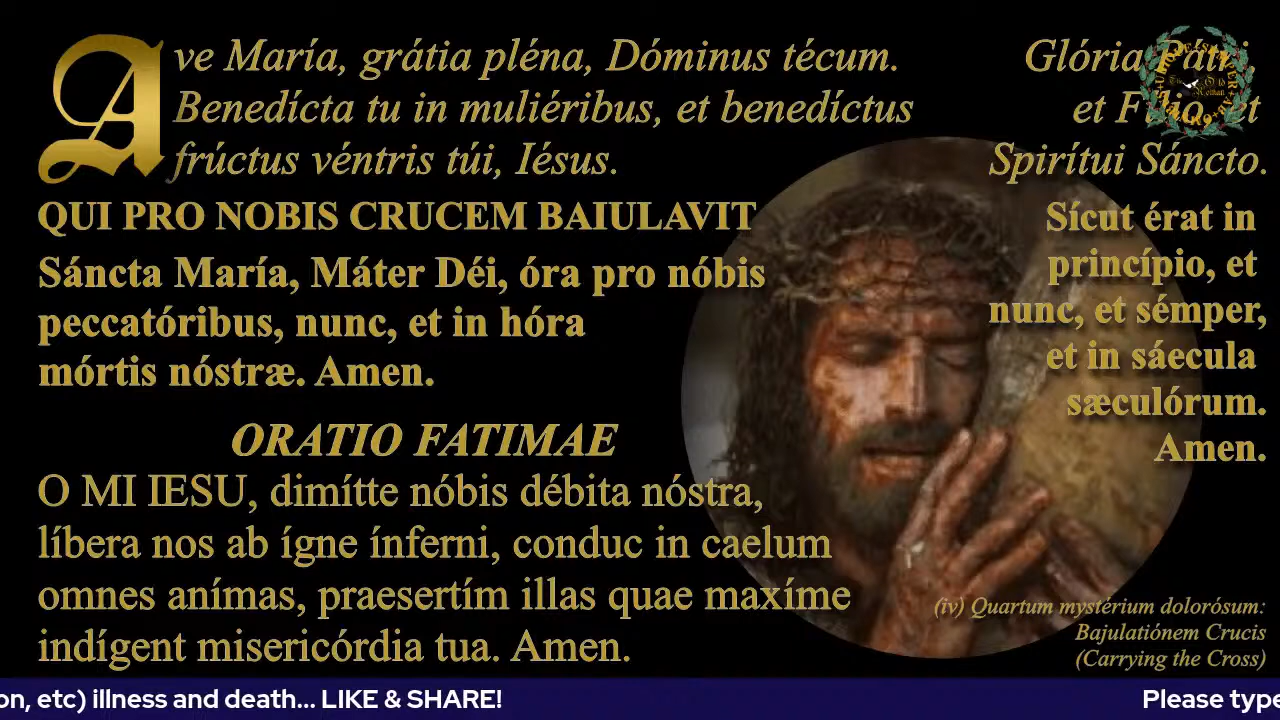 Ave María, grátia pléna, Dóminus técum.
Benedícta tu in muliéribus, et benedíctus
frúctus véntris túi, Iésus.
QUI PRO NOBIS CRUCEM BAIULAVIT
Sáncta María, Máter Déi, óra pro nóbis
peccatóribus, nunc, et in hóra
mórtis nóstræ. Amen.
ORATIO FATIMAE
O MI IESU, dimítte nóbis débita nóstra,
líbera nos ab ígne ínferni, conduc in caelum
omnes anímas, praesertím illas quae maxíme
indígent misericórdia tua. Amen.
Glória Pátri,
et Fílio, et
Spirítui Sáncto.
Sícut érat in
princípio, et
nunc, et sémper,
et in sáecula
sæculórum.
Amen.
(iv) Quartum mystérium dolorósum:
Bajulatiónem Crucis
(Carrying the Cross)
on, etc) illness and death... LIKE & SHARE!
Please type